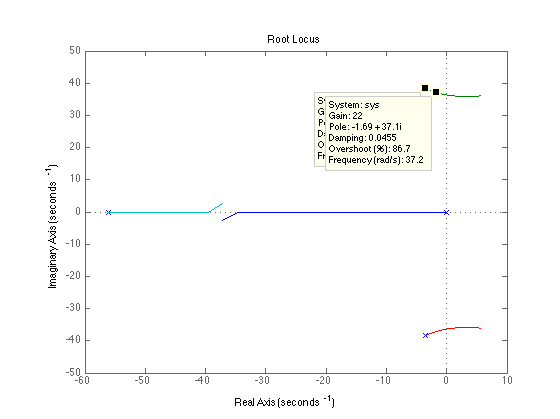 Root Locus
50
40
30
20
10
0
-10
-20
-30
-40
-50
Imaginary Axis (seconds⁻¹)
System: sys
Gain: 22
Pole: -1.69 + 37.1i
Damping: 0.0455
Overshoot (%): 86.7
Frequency (rad/s): 37.2
-60
-50
-40
-30
-20
-10
0
10
Real Axis (seconds⁻¹)